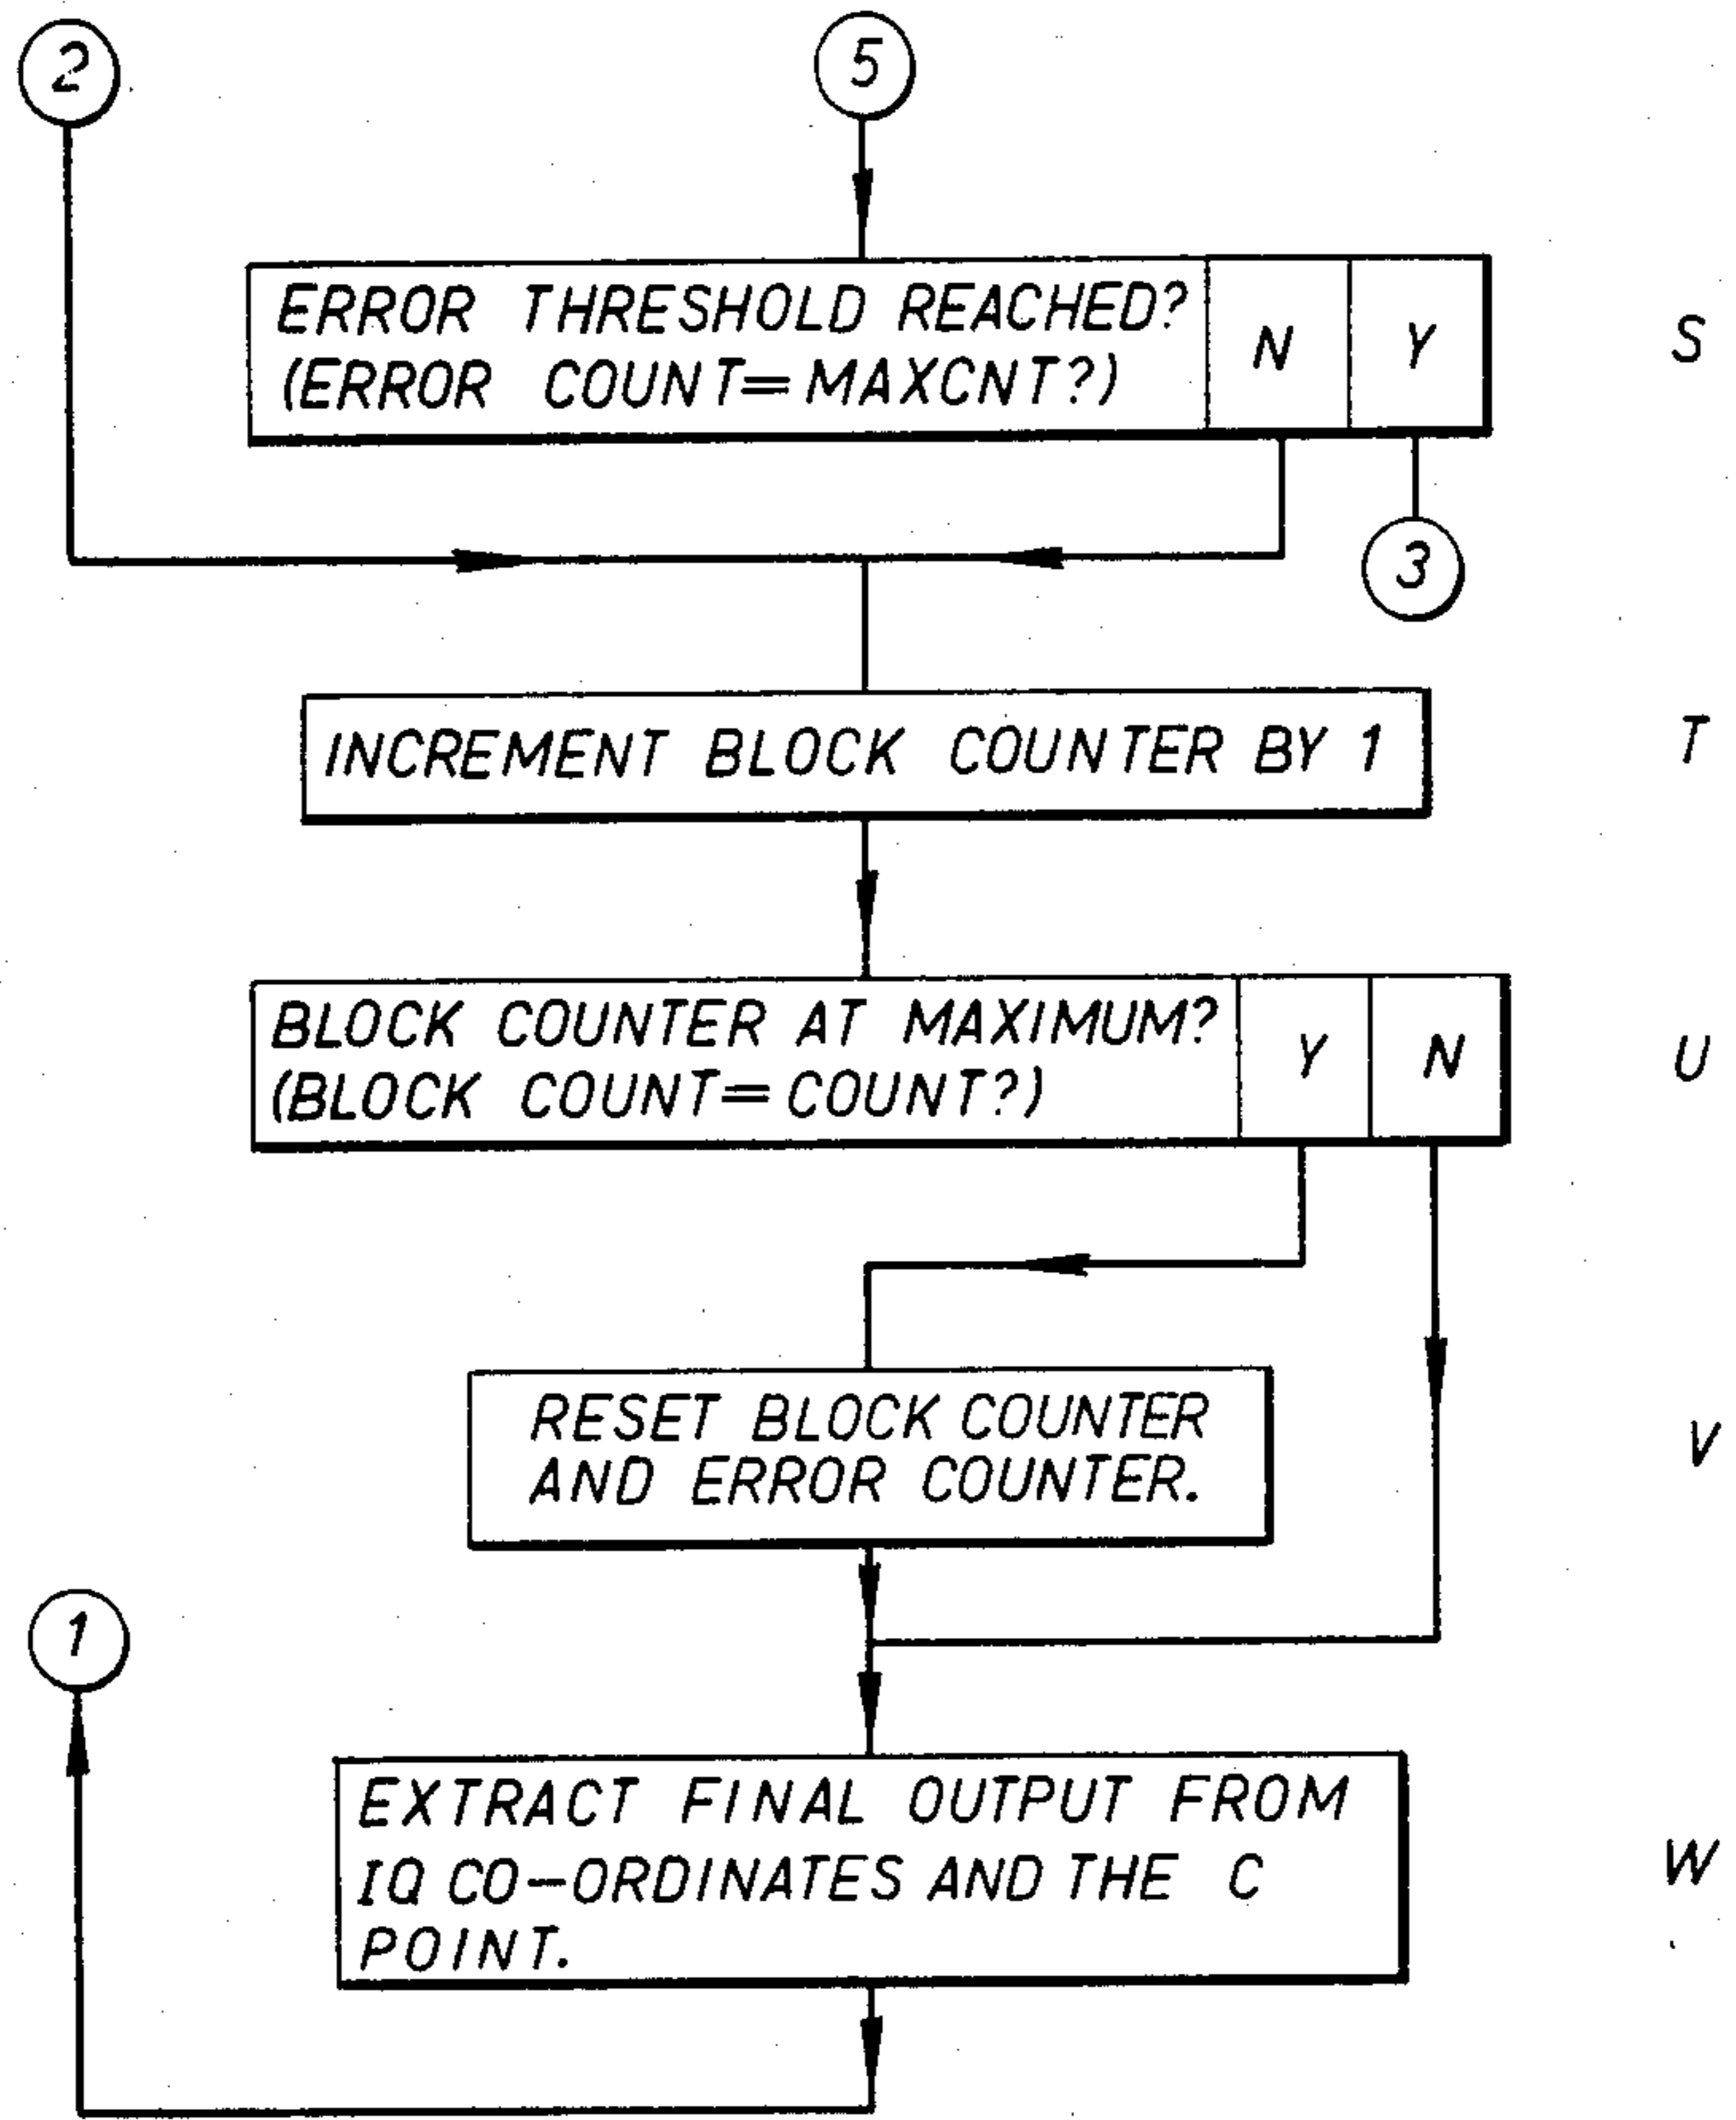 2
5
ERROR THRESHOLD REACHED?
(ERROR COUNT=MAXCNT?)
N
Y
S
3
INCREMENT BLOCK COUNTER BY 1
T
BLOCK COUNTER AT MAXIMUM?
(BLOCK COUNT=COUNT?)
Y
N
U
RESET BLOCK COUNTER
AND ERROR COUNTER.
V
1
EXTRACT FINAL OUTPUT FROM
IQ CO-ORDINATES AND THE C
POINT.
W